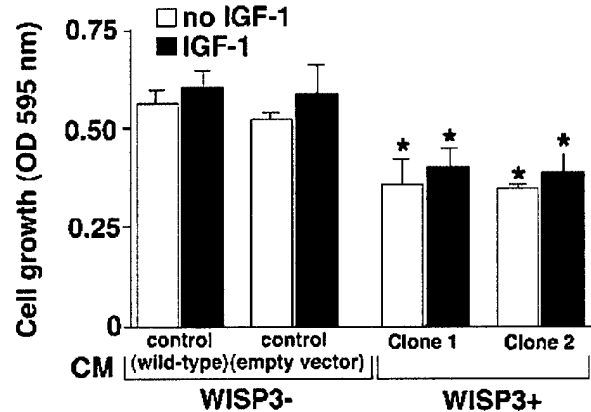 no IGF-1
IGF-1
Cell growth (OD 595 nm)
0.75
0.50
0.25
0
* * * *
control control Clone 1 Clone 2
CM (wild-type) (empty vector)
WISP3- WISP3+